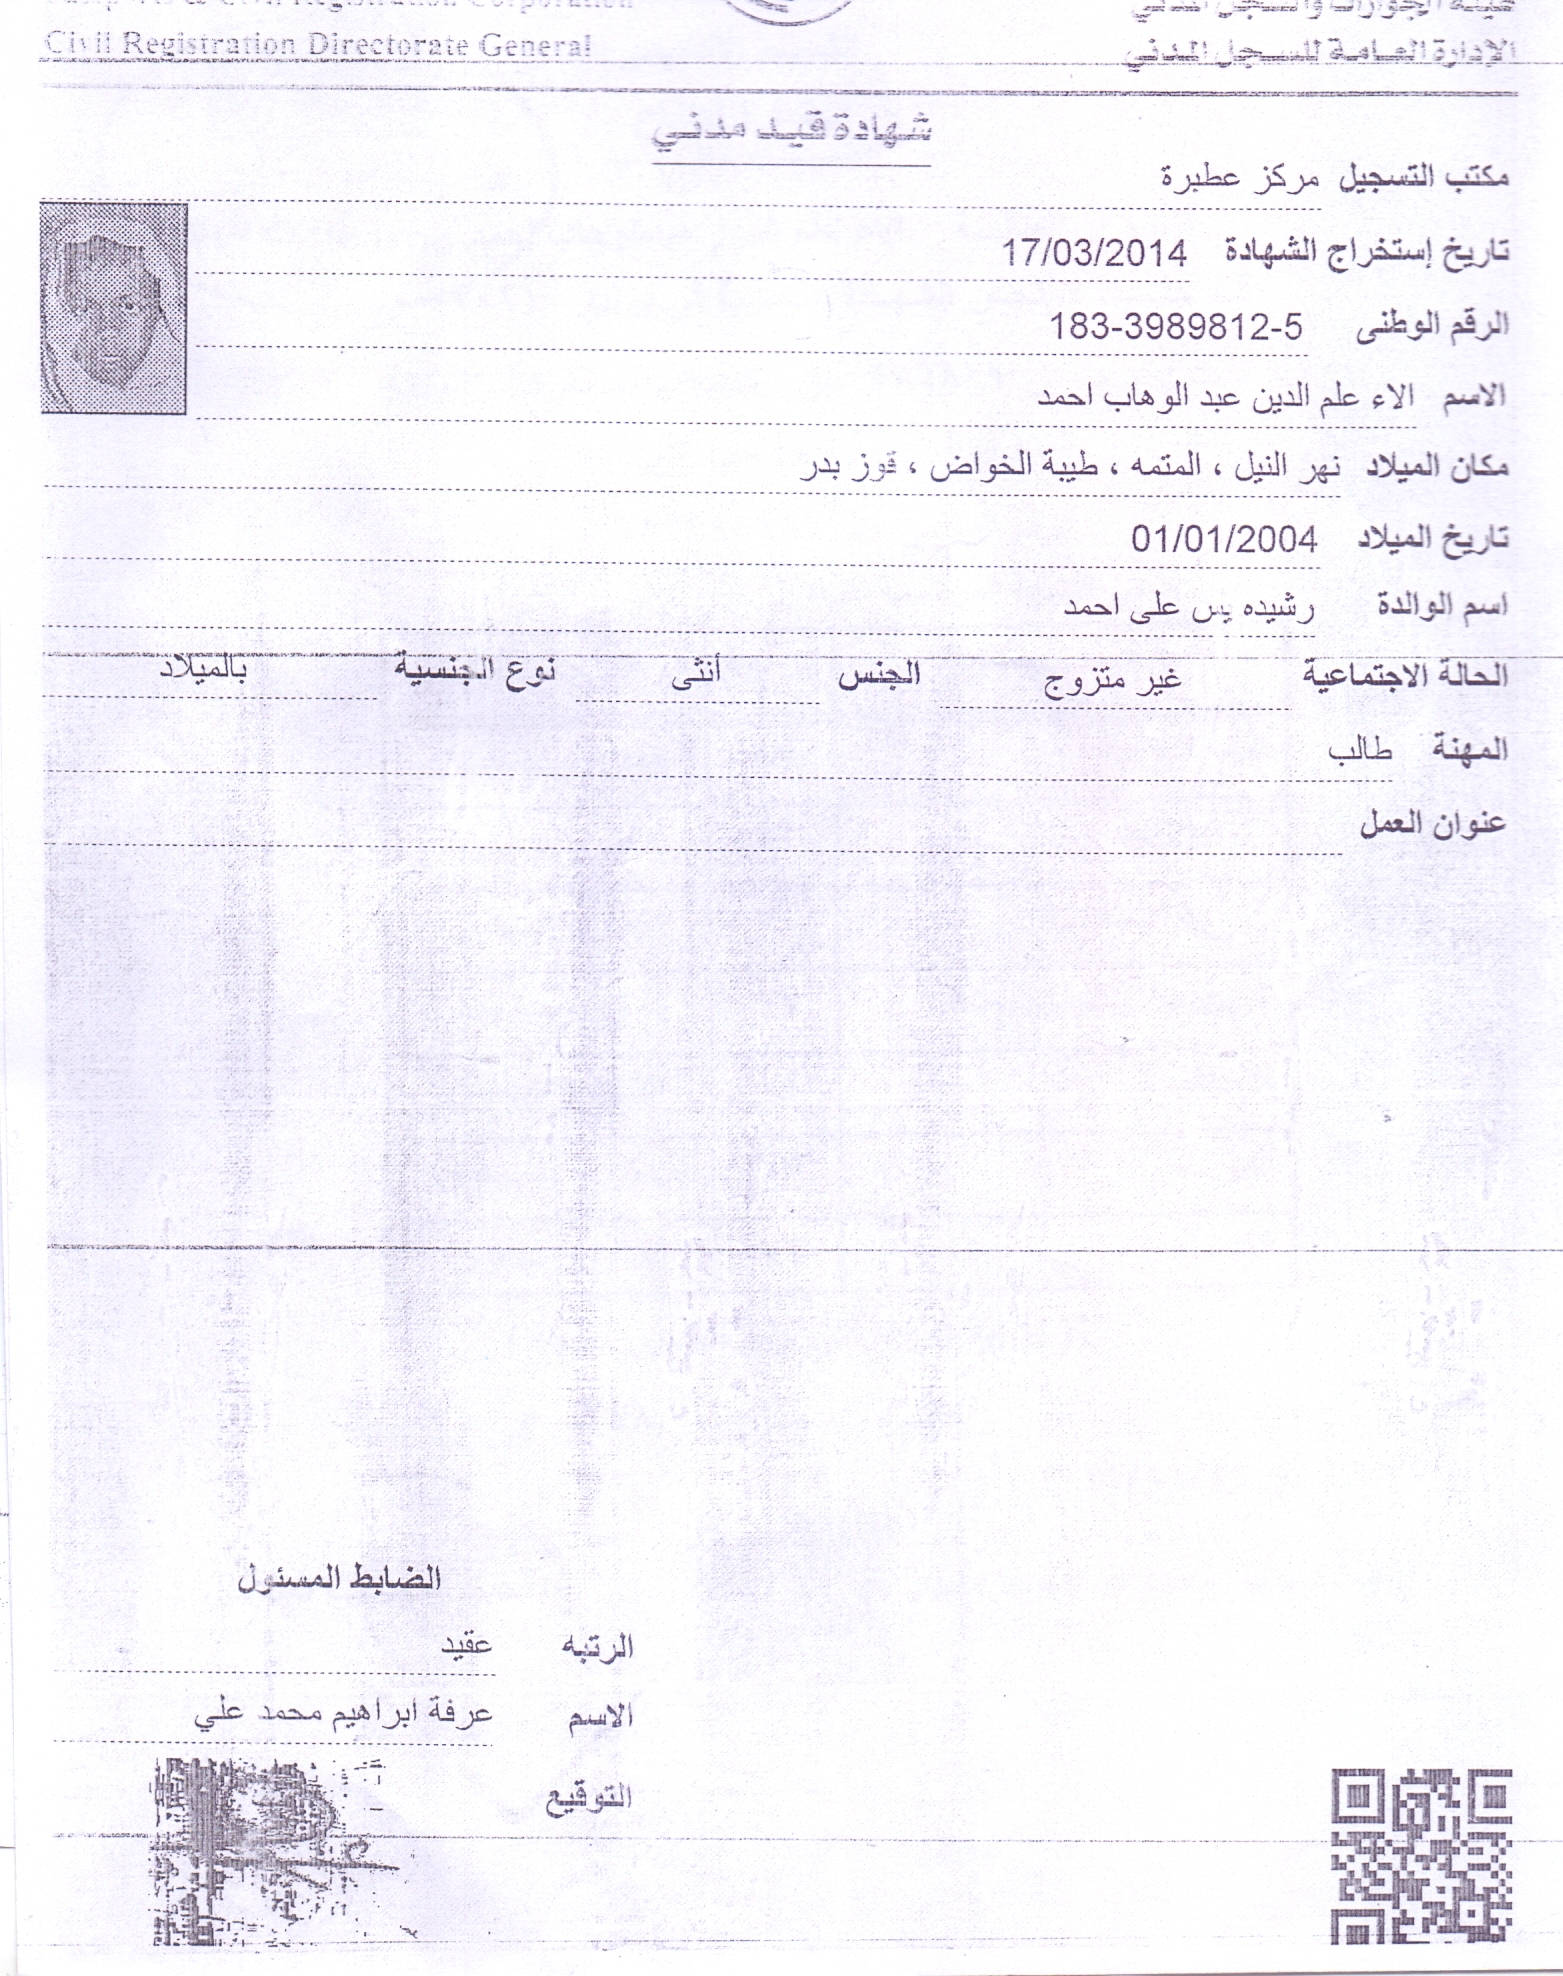 Passports & Civil Registration Corporation
هيئة الجوازات والسجل المدني
Civil Registration Directorate General
الإدارة العامة للسجل المدني
شهادة قيد مدني
مكتب التسجيل مركز عطبرة
تاريخ إستخراج الشهادة 17/03/2014
الرقم الوطنى 183-3989812-5
الاسم الاء علم الدين عبد الوهاب احمد
مكان الميلاد نهر النيل ، المتمه ، طيبة الخواض ، قوز بدر
تاريخ الميلاد 01/01/2004
اسم الوالدة رشيده يس على احمد
الحالة الاجتماعية غير متزوج الجنس أنثى نوع الجنسية بالميلاد
المهنة طالب
عنوان العمل
الضابط المسئول
الرتبه عقيد
الاسم عرفة ابراهيم محمد علي
التوقيع